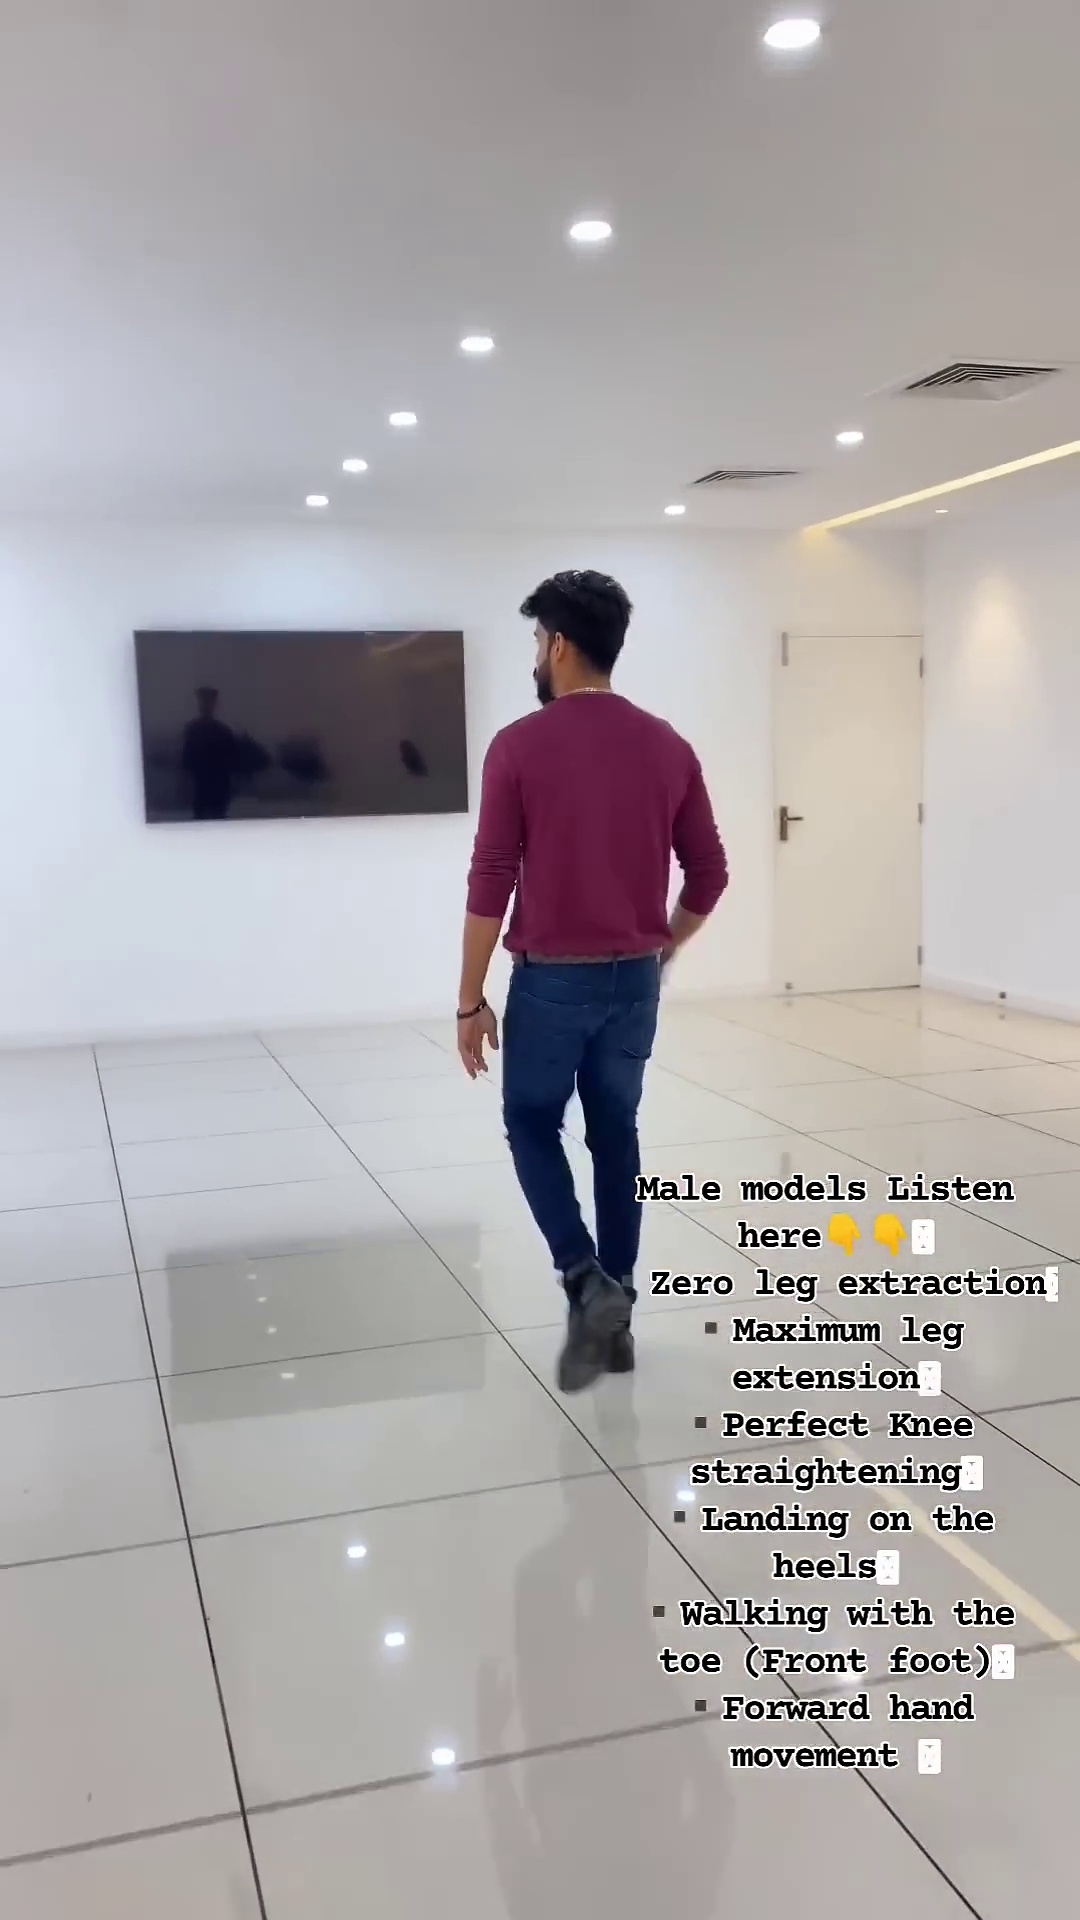 Male models Listen
here👇👇
Zero leg extraction
▪️Maximum leg
extension
▪️Perfect Knee
straightening
▪️Landing on the
heels
▪️Walking with the
toe (Front foot)
▪️Forward hand
movement